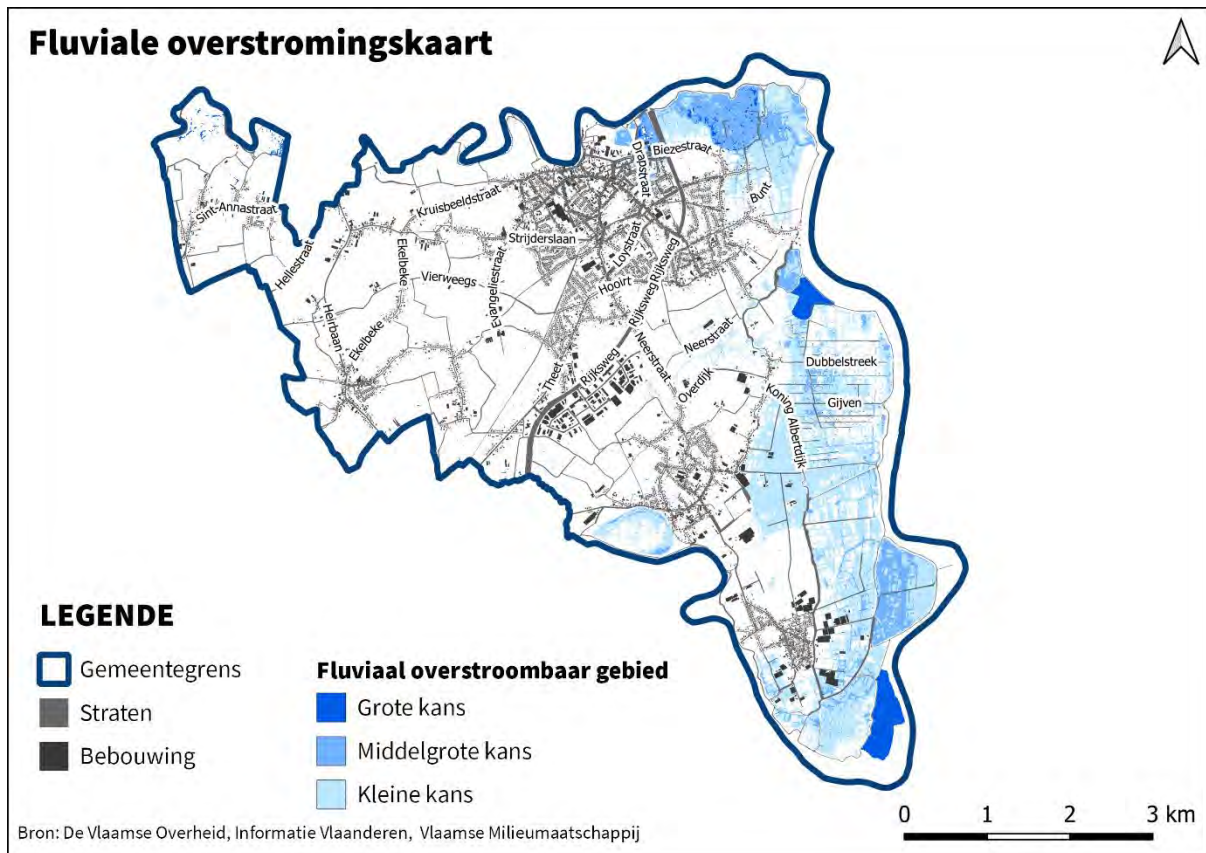 Fluviale overstromingskaart
Biezestraat
Drabstraat
Kruisbeeldstraat
Bunt
Sint-Annastraat
Strijderslaan
Loystraat
Hellestraat
Ekelbeke
Vierweegs
Evangeliestraat
Hooirt
Rijksweg
Rijksweg
Heirbaan
Ekelbeke
Neerstraat
Neerstraat
Dubbelstreek
Theet
Rijksweg
Overdijk
Gijven
Koning Albertdijk
LEGENDE
Gemeentegrens
Straten
Bebouwing
Fluviaal overstroombaar gebied
Grote kans
Middelgrote kans
Kleine kans
0 1 2 3 km
Bron: De Vlaamse Overheid, Informatie Vlaanderen, Vlaamse Milieumaatschappij